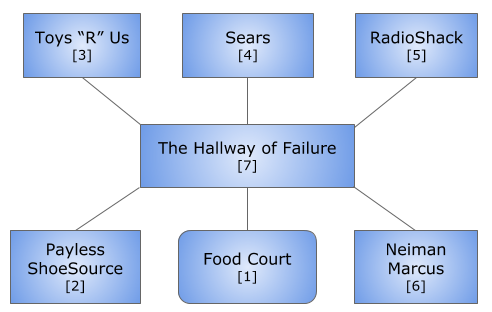 Toys “R” Us
[3]
Sears
[4]
RadioShack
[5]
The Hallway of Failure
[7]
Payless
ShoeSource
[2]
Food Court
[1]
Neiman
Marcus
[6]